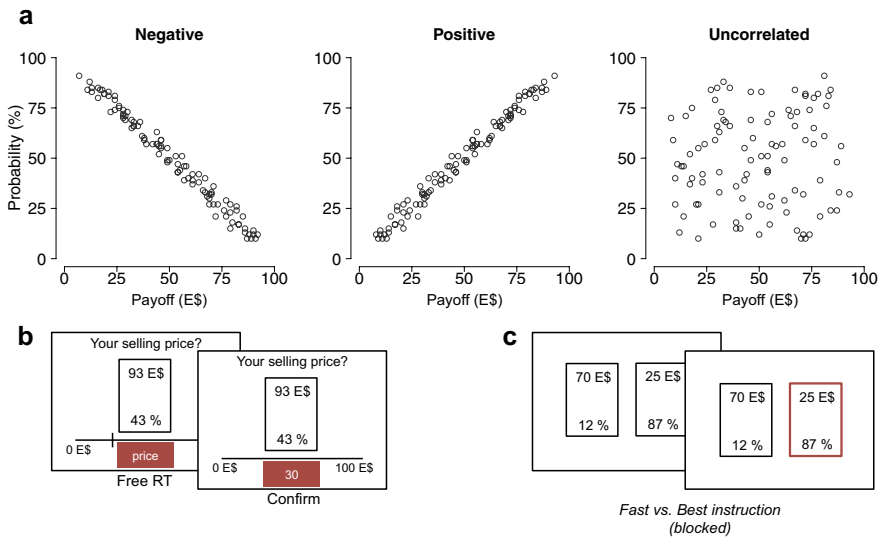 a
Negative
Positive
Uncorrelated
Probability (%)
100
75
50
25
0
100
75
50
25
0
100
75
50
25
0
0 25 50 75 100
0 25 50 75 100
0 25 50 75 100
Payoff (E$)
Payoff (E$)
Payoff (E$)
b
Your selling price?
93 E$
43 %
0 E$
price
Free RT
Your selling price?
93 E$
43 %
0 E$
100 E$
30
Confirm
c
70 E$
25 E$
12 %
87 %
70 E$
25 E$
12 %
87 %
Fast vs. Best instruction
(blocked)